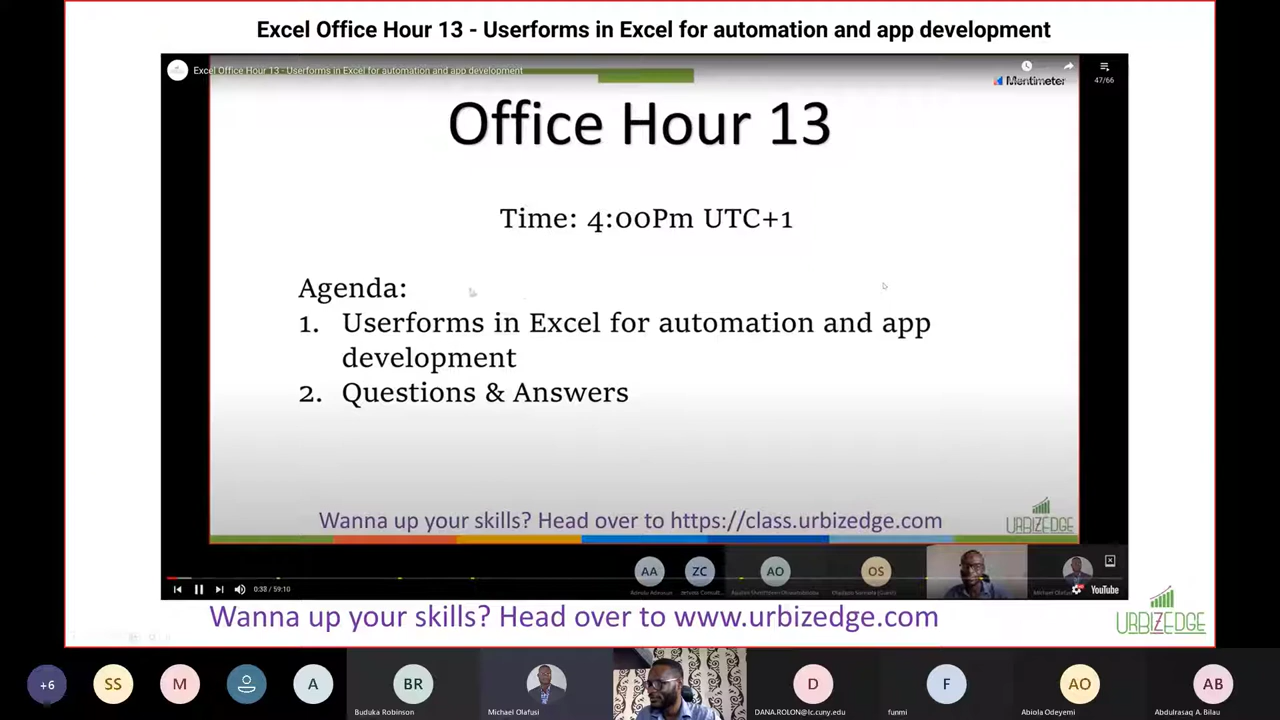 Excel Office Hour 13 - Userforms in Excel for automation and app development
Excel Office Hour 13 - Userforms in Excel for automation and app development
47/66
Mentimeter
Office Hour 13
Time: 4:00Pm UTC+1
Agenda:
1. Userforms in Excel for automation and app
development
2. Questions & Answers
Wanna up your skills? Head over to https://class.urbizedge.com
URBIZEDGE
AA
ZC
AO
OS
0:38 / 59:10
YouTube
Wanna up your skills? Head over to www.urbizedge.com
URBIZEDGE
+6
SS
M
A
BR
D
F
AO
AB
Buduka Robinson
Michael Olafusi
DANA.ROLON@lc.cuny.edu
funmi
Abiola Odeyemi
Abdulrasaq A. Bilau